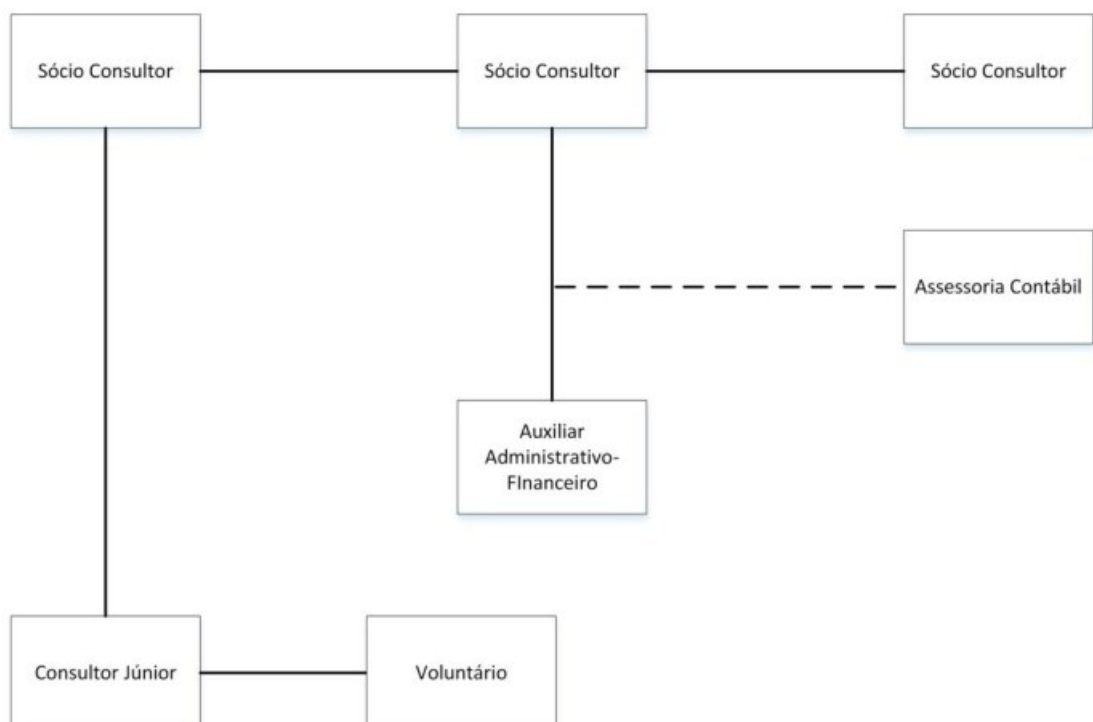 Sócio Consultor
Sócio Consultor
Sócio Consultor
Assessoria Contábil
Auxiliar
Administrativo-
FInanceiro
Consultor Júnior
Voluntário